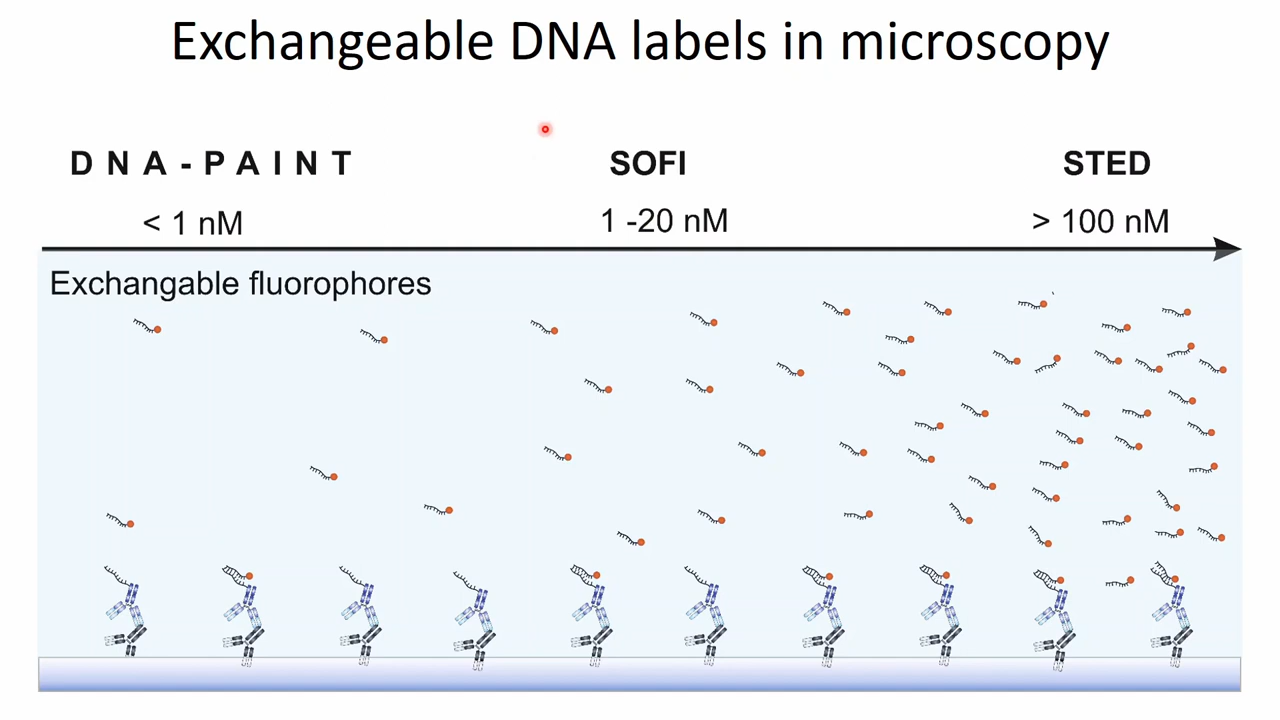 Exchangeable DNA labels in microscopy
DNA-PAINT
SOFI
STED
< 1 nM
1 -20 nM
> 100 nM
Exchangable fluorophores